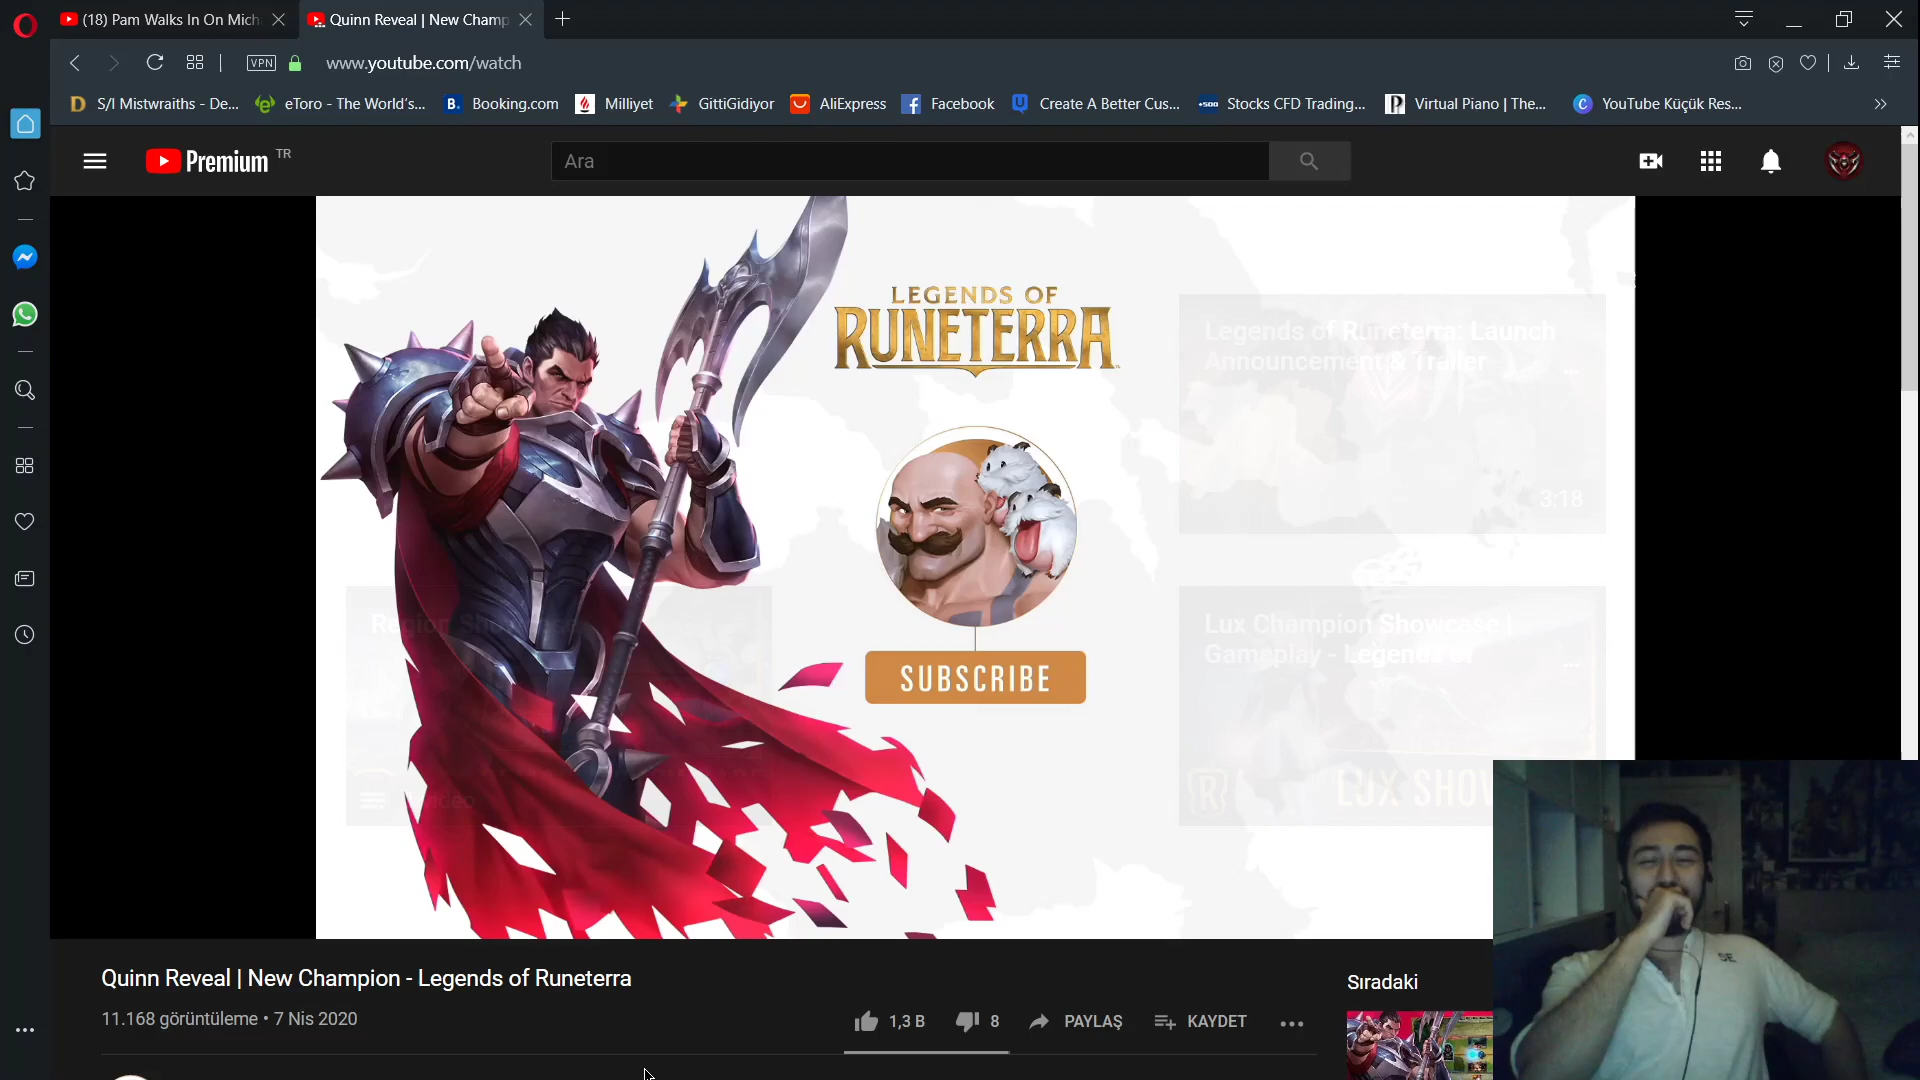 (18) Pam Walks In On Mich
Quinn Reveal | New Champ
VPN
www.youtube.com/watch
S/I Mistwraiths - De...
eToro - The World's...
B. Booking.com
Milliyet
GittiGidiyor
AliExpress
Facebook
Create A Better Cus...
+500 Stocks CFD Trading...
Virtual Piano | The...
YouTube Küçük Res...
Premium TR
Ara
LEGENDS OF
RUNETERRA
Legends of Runeterra: Launch
Announcement & Trailer
3:18
SUBSCRIBE
Lux Champion Showcase |
Gameplay - Legends of
LUX SHOW
Quinn Reveal | New Champion - Legends of Runeterra
11.168 görüntüleme • 7 Nis 2020
1,3 B
8
PAYLAŞ
KAYDET
Sıradaki
SE